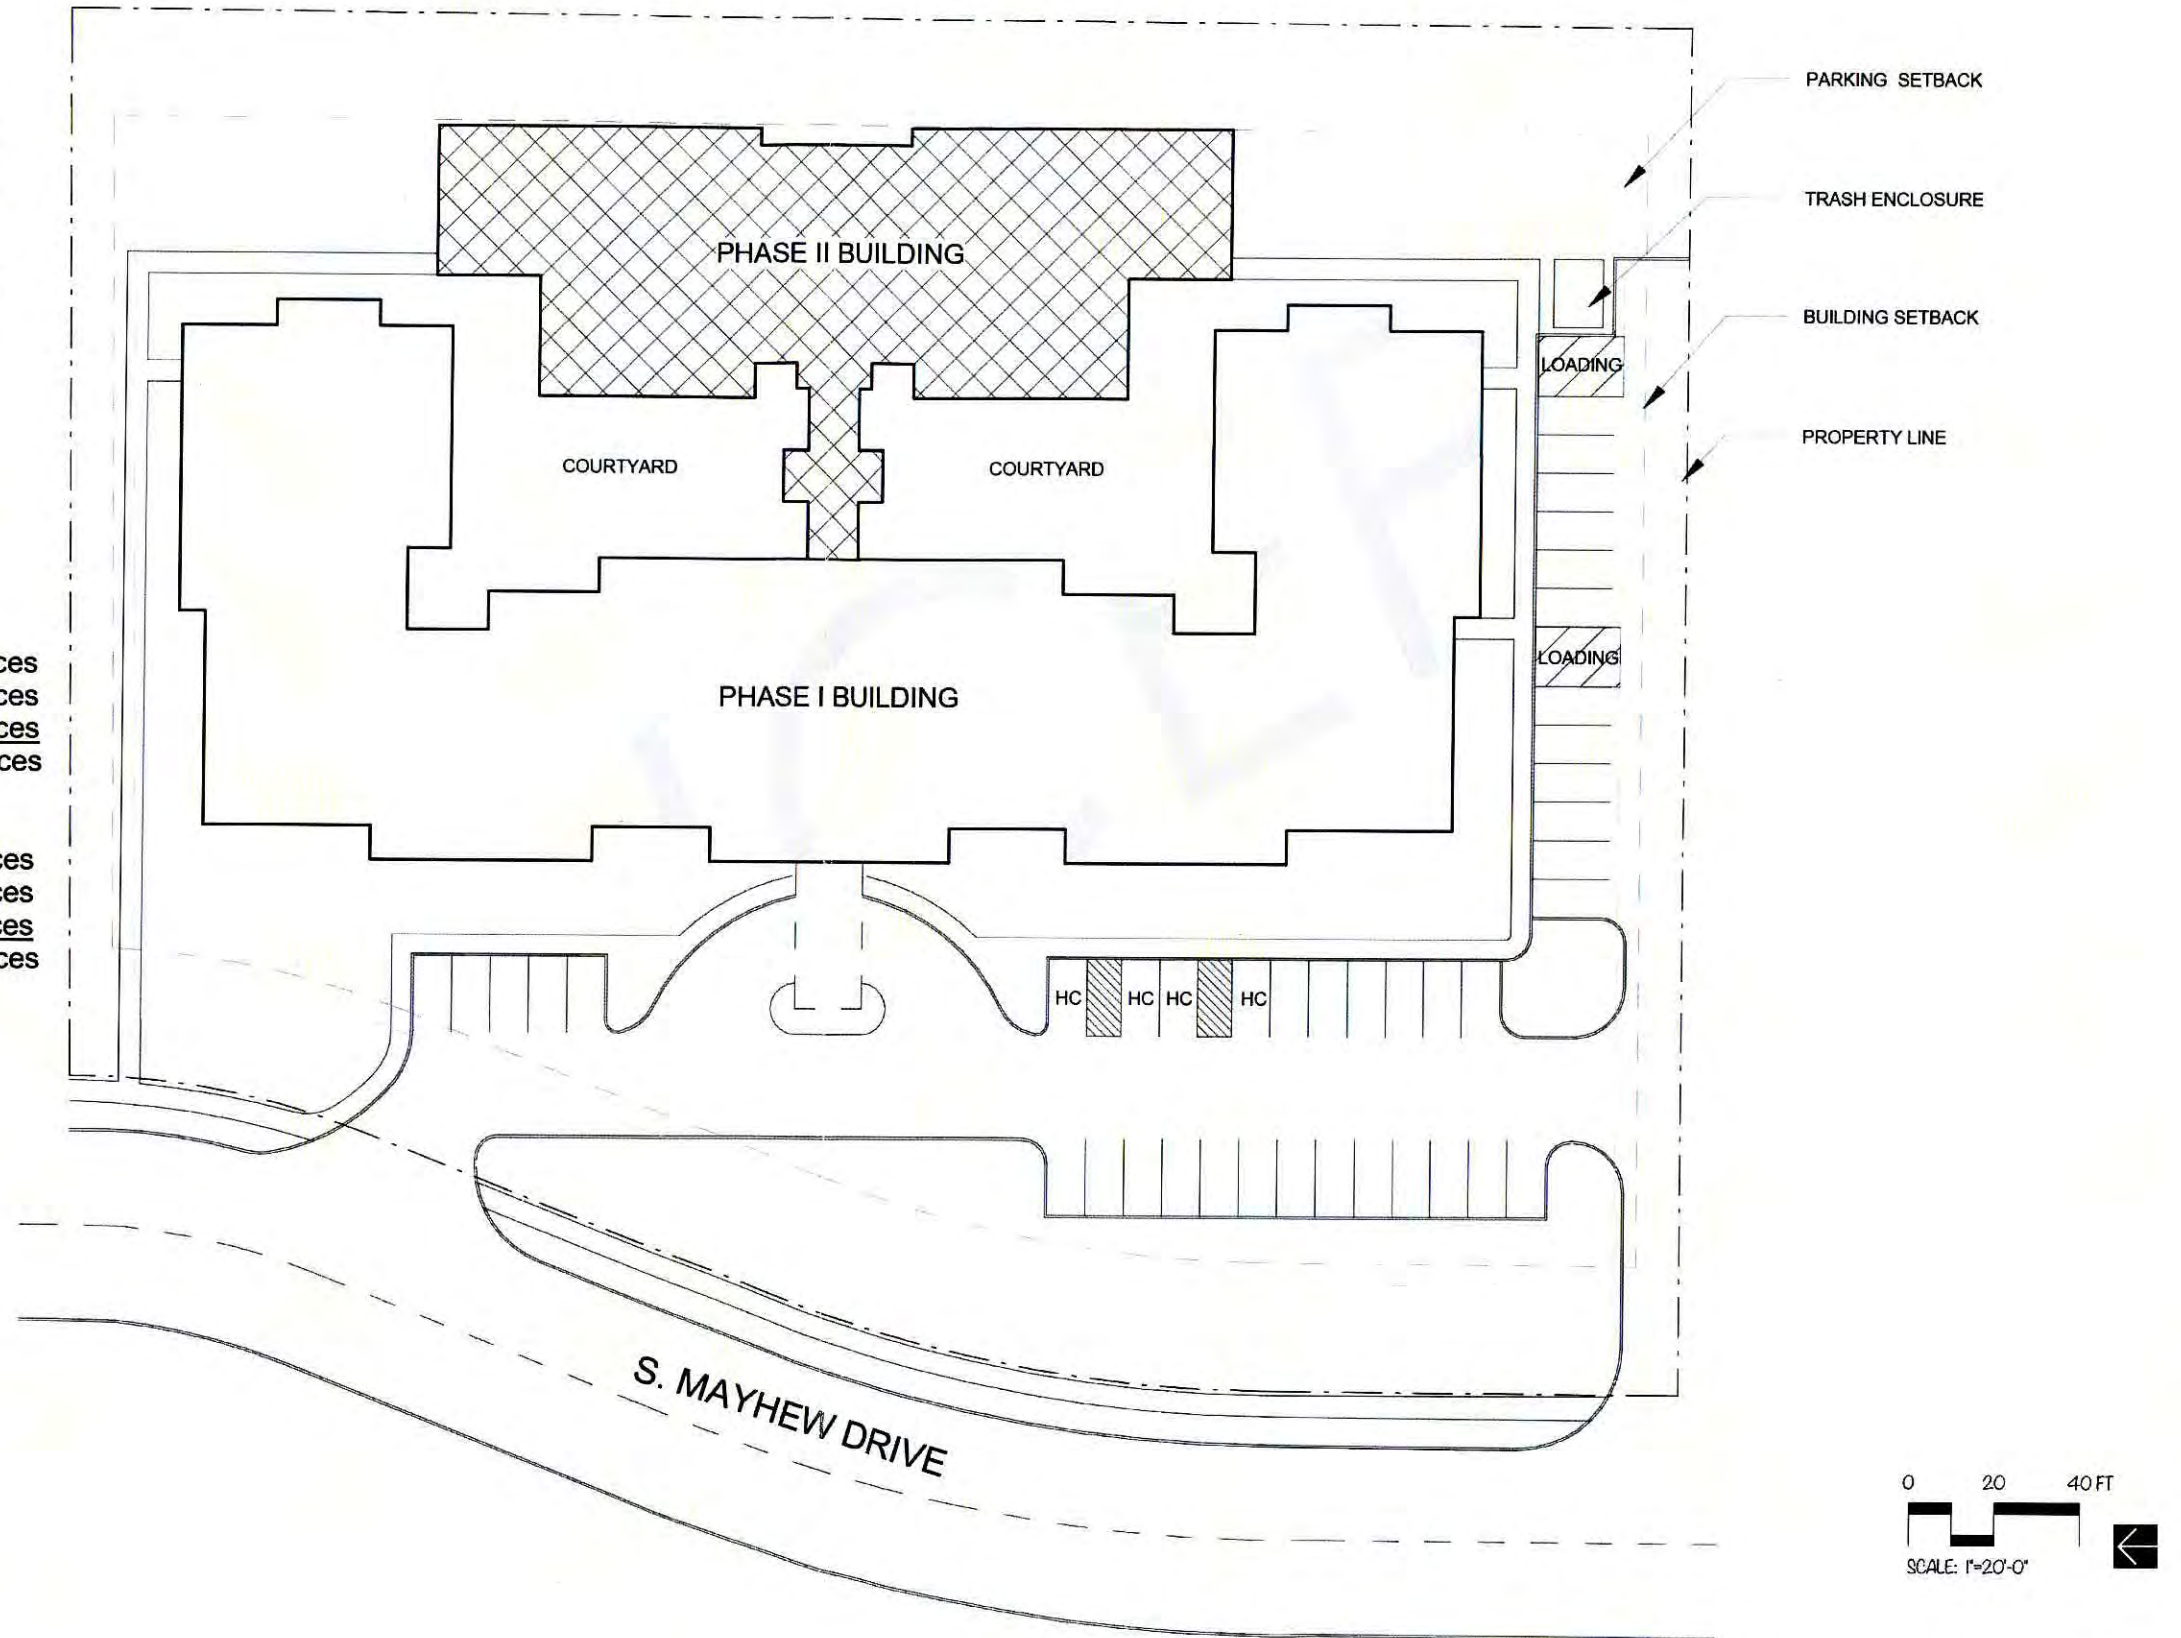 PARKING SETBACK
TRASH ENCLOSURE
PHASE II BUILDING
BUILDING SETBACK
LOADING
PROPERTY LINE
COURTYARD
COURTYARD
LOADING
ces
ces
ces
ces
PHASE I BUILDING
ces
ces
ces
ces
HC
HC
HC
HC
S. MAYHEW DRIVE
0 20 40 FT
SCALE: 1"=20'-0"